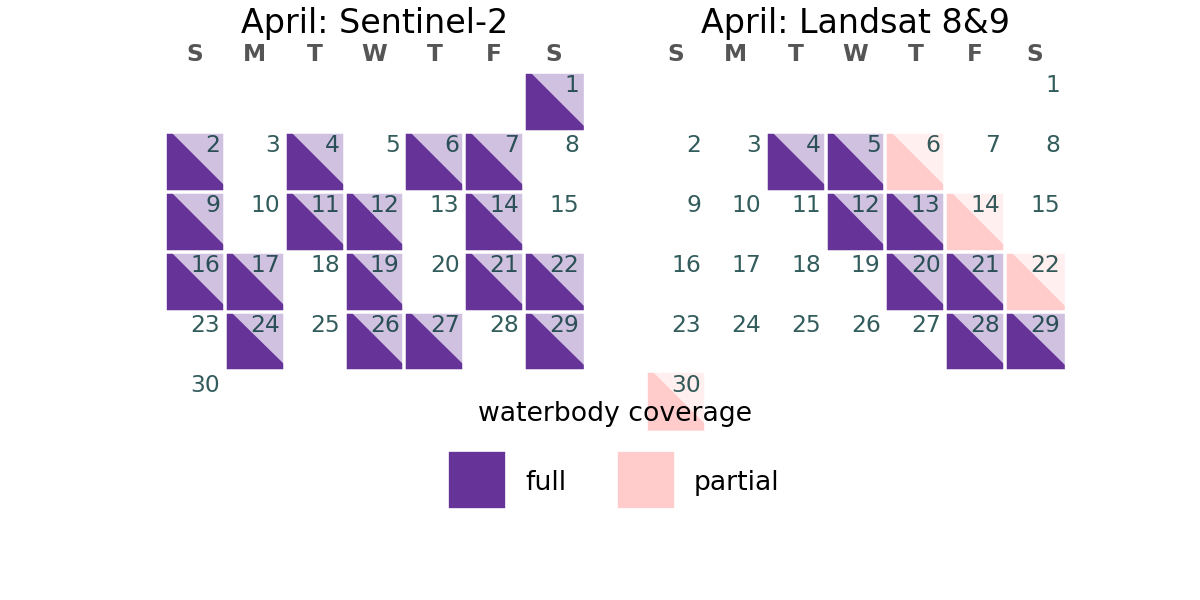 April: Sentinel-2
S M T W T F S
1
2 3 4 5 6 7 8
9 10 11 12 13 14 15
16 17 18 19 20 21 22
23 24 25 26 27 28 29
30
April: Landsat 8&9
S M T W T F S
1
2 3 4 5 6 7 8
9 10 11 12 13 14 15
16 17 18 19 20 21 22
23 24 25 26 27 28 29
30
waterbody coverage
full partial